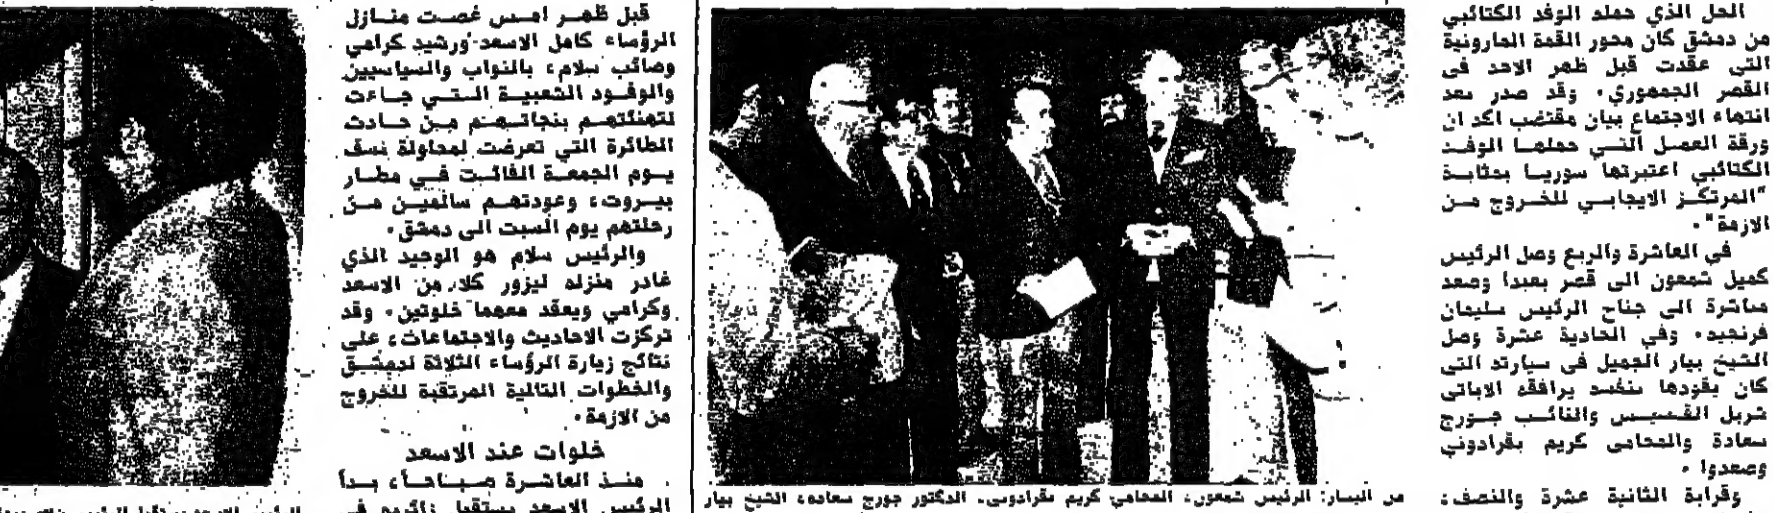 الحل الذي حمله الوفد الكتائبي
من دمشق كان محور القمة المارونية
التي عقدت قبل ظهر الاحد في
القصر الجمهوري. وقد صدر بعد
انتهاء الاجتماع بيان مقتضب اكد ان
ورقة العمل التي حملها الوفد
الكتائبي اعتبرتها سوريا بمثابة
"المرتكز الايجابي للخروج من
الازمة".
في العاشرة والربع وصل الرئيس
كميل شمعون الى قصر بعبدا وصعد
مباشرة الى جناح الرئيس سليمان
فرنجيه. وفي الحادية عشرة وصل
الشيخ بيار الجميل في سيارته التي
كان يقودها بنفسه يرافقه الاباتي
شربل القسيس والنائب جورج
سعادة والمحامي كريم بقرادوني
وصعدوا.
وقرابة الثانية عشرة والنصف،
من اليسار: الرئيس شمعون، المحامي كريم بقرادوني، الدكتور جورج سعاده، الشيخ بيار
قبل ظهر امس غصت منازل
الرؤساء كامل الاسعد ورشيد كرامي
وصائب سلام، بالنواب والسياسيين
والوفود الشعبية التي جاءت
لتهنئتهم بنجاتهم من حادث
الطائرة التي تعرضت لمحاولة نسف
يوم الجمعة الفائت في مطار
بيروت، وعودتهم سالمين من
رحلتهم يوم السبت الى دمشق.
والرئيس سلام هو الوحيد الذي
غادر منزله ليزور كلا من الاسعد
وكرامي ويعقد معهما خلوتين. وقد
تركزت الاحاديث والاجتماعات، على
نتائج زيارة الرؤساء الثلاثة لدمشق
والخطوات التالية المرتقبة للخروج
من الازمة.
خلوات عند الاسعد
منذ العاشرة صباحاً، بدأ
الرئيس الاسعد يستقبل زائريه في